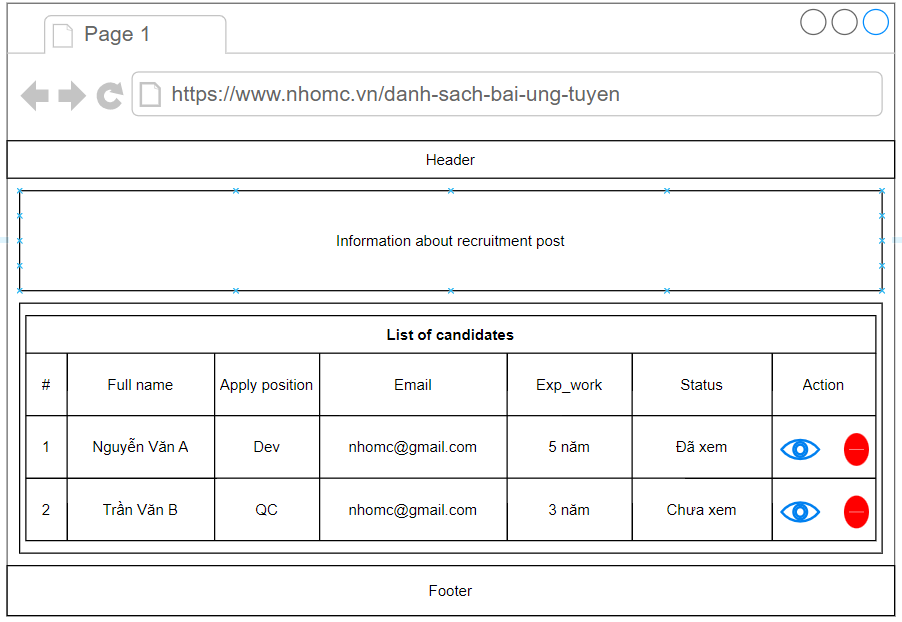 Page 1
https://www.nhomc.vn/danh-sach-bai-ung-tuyen
Header
Information about recruitment post
List of candidates
# Full name Apply position Email Exp_work Status Action
1 Nguyễn Văn A Dev nhomc@gmail.com 5 năm Đã xem
2 Trần Văn B QC nhomc@gmail.com 3 năm Chưa xem
Footer